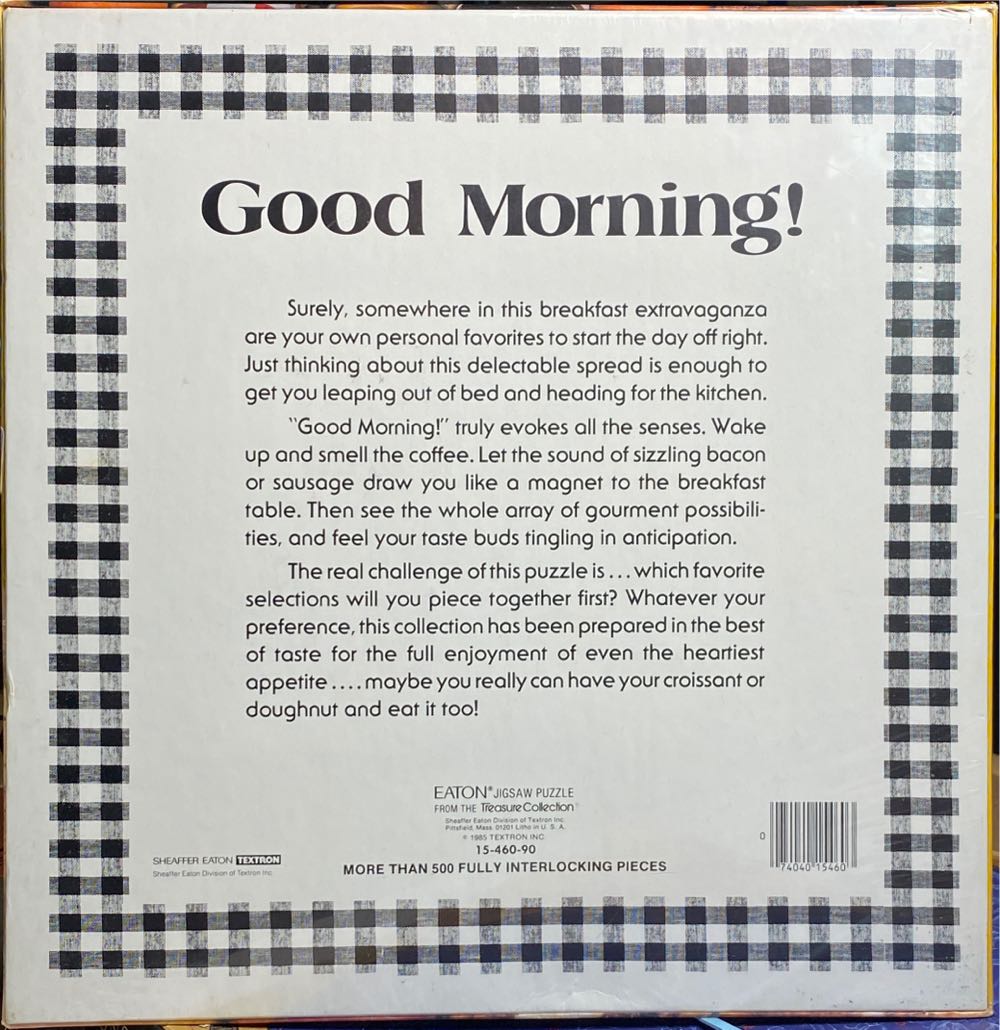 Good Morning!
Surely, somewhere in this breakfast extravaganza
are your own personal favorites to start the day off right.
Just thinking about this delectable spread is enough to
get you leaping out of bed and heading for the kitchen.
"Good Morning!" truly evokes all the senses. Wake
up and smell the coffee. Let the sound of sizzling bacon
or sausage draw you like a magnet to the breakfast
table. Then see the whole array of gourment possibili-
ties, and feel your taste buds tingling in anticipation.
The real challenge of this puzzle is ... which favorite
selections will you piece together first? Whatever your
preference, this collection has been prepared in the best
of taste for the full enjoyment of even the heartiest
appetite .... maybe you really can have your croissant or
doughnut and eat it too!
EATON® JIGSAW PUZZLE
FROM THE Treasure Collection
Sheaffer Eaton Division of Textron Inc.
Pittsfield, Mass. 01201 Litho in U. S. A.
© 1985 TEXTRON INC.
15-460-90
MORE THAN 500 FULLY INTERLOCKING PIECES
SHEAFFER EATON TEXTRON
Sheaffer Eaton Division of Textron Inc.
0 74040 15460